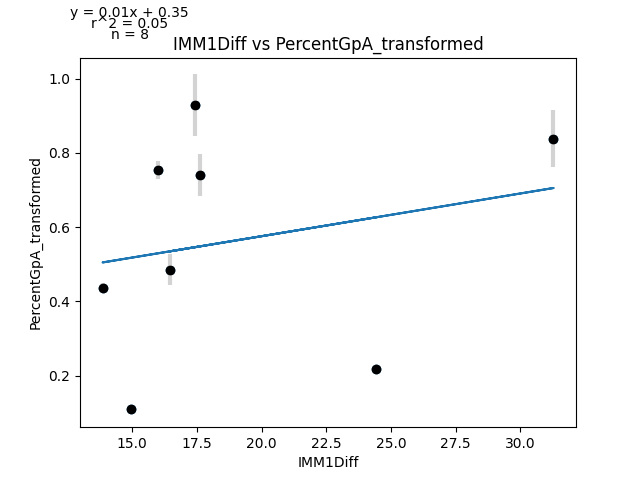 y = 0.01x + 0.35
r^2 = 0.05
n = 8
IMM1Diff vs PercentGpA_transformed
1.0
0.8
0.6
0.4
0.2
PercentGpA_transformed
15.0 17.5 20.0 22.5 25.0 27.5 30.0
IMM1Diff